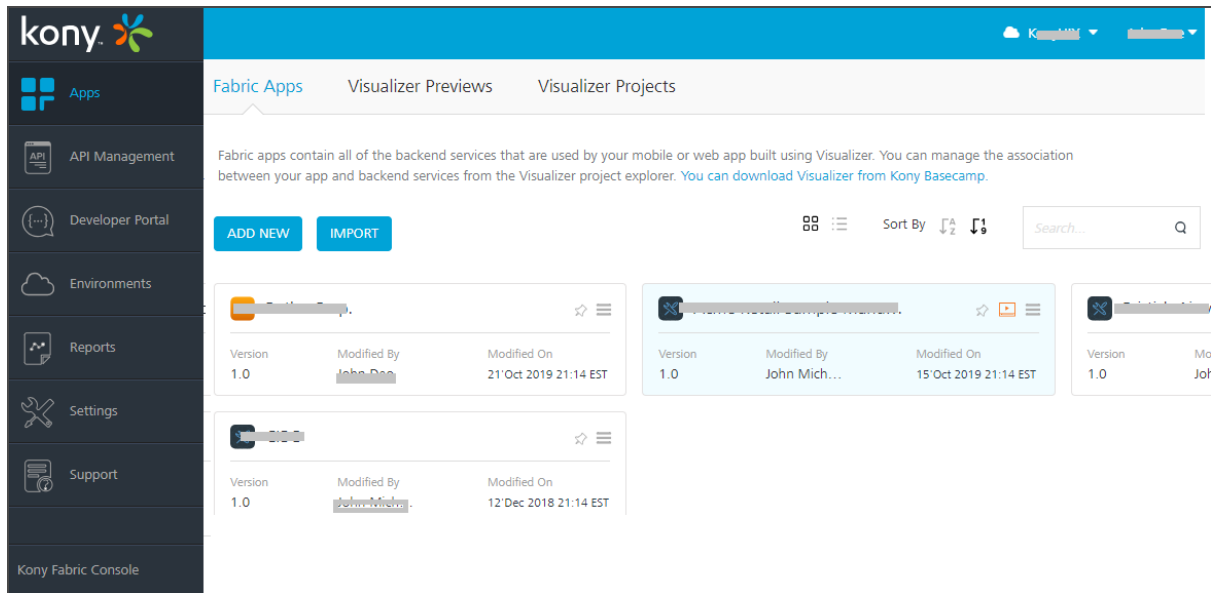 kony
Apps
API Management
Developer Portal
Environments
Reports
Settings
Support
Kony Fabric Console
Fabric Apps Visualizer Previews Visualizer Projects
Fabric apps contain all of the backend services that are used by your mobile or web app built using Visualizer. You can manage the association
between your app and backend services from the Visualizer project explorer. You can download Visualizer from Kony Basecamp.
ADD NEW IMPORT Sort By Search...
Version Modified By Modified On
1.0 21'Oct 2019 21:14 EST
Version Modified By Modified On
1.0 John Mich... 15'Oct 2019 21:14 EST
Version
1.0
Version Modified By Modified On
1.0 12'Dec 2018 21:14 EST